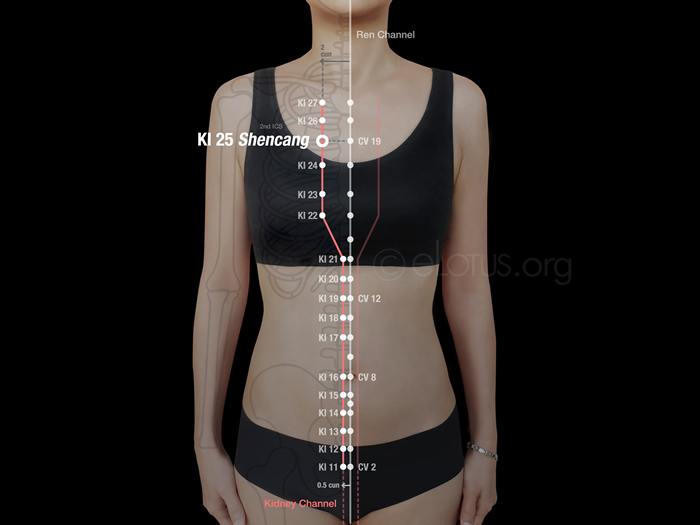 Ren Channel
2
cun
KI 27
KI 26
2nd ICS
KI 25 Shencang
CV 19
KI 24
KI 23
KI 22
KI 21
© eLotus.org
KI 20
KI 19
CV 12
KI 18
KI 17
KI 16
CV 8
KI 15
KI 14
KI 13
KI 12
KI 11
CV 2
0.5 cun
Kidney Channel